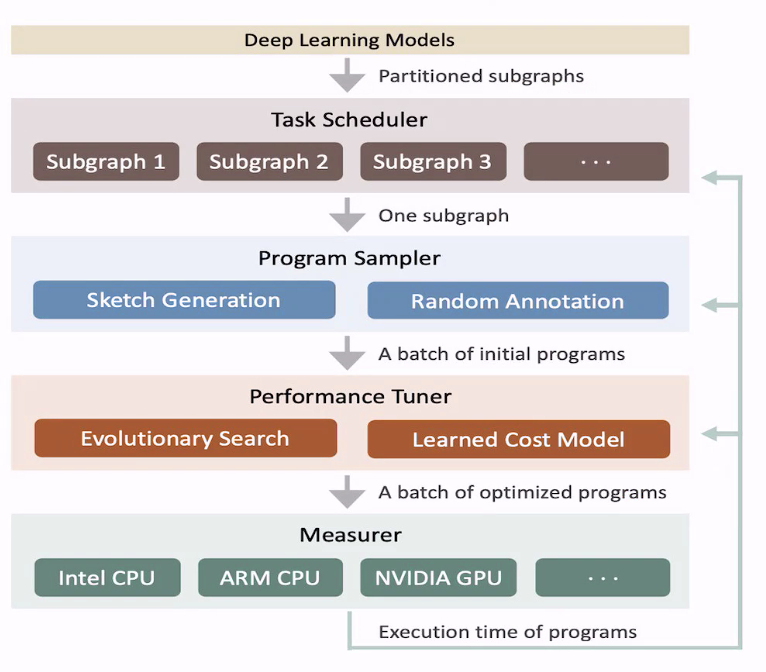 Deep Learning Models
Partitioned subgraphs
Task Scheduler
Subgraph 1 Subgraph 2 Subgraph 3 ...
One subgraph
Program Sampler
Sketch Generation Random Annotation
A batch of initial programs
Performance Tuner
Evolutionary Search Learned Cost Model
A batch of optimized programs
Measurer
Intel CPU ARM CPU NVIDIA GPU ...
Execution time of programs